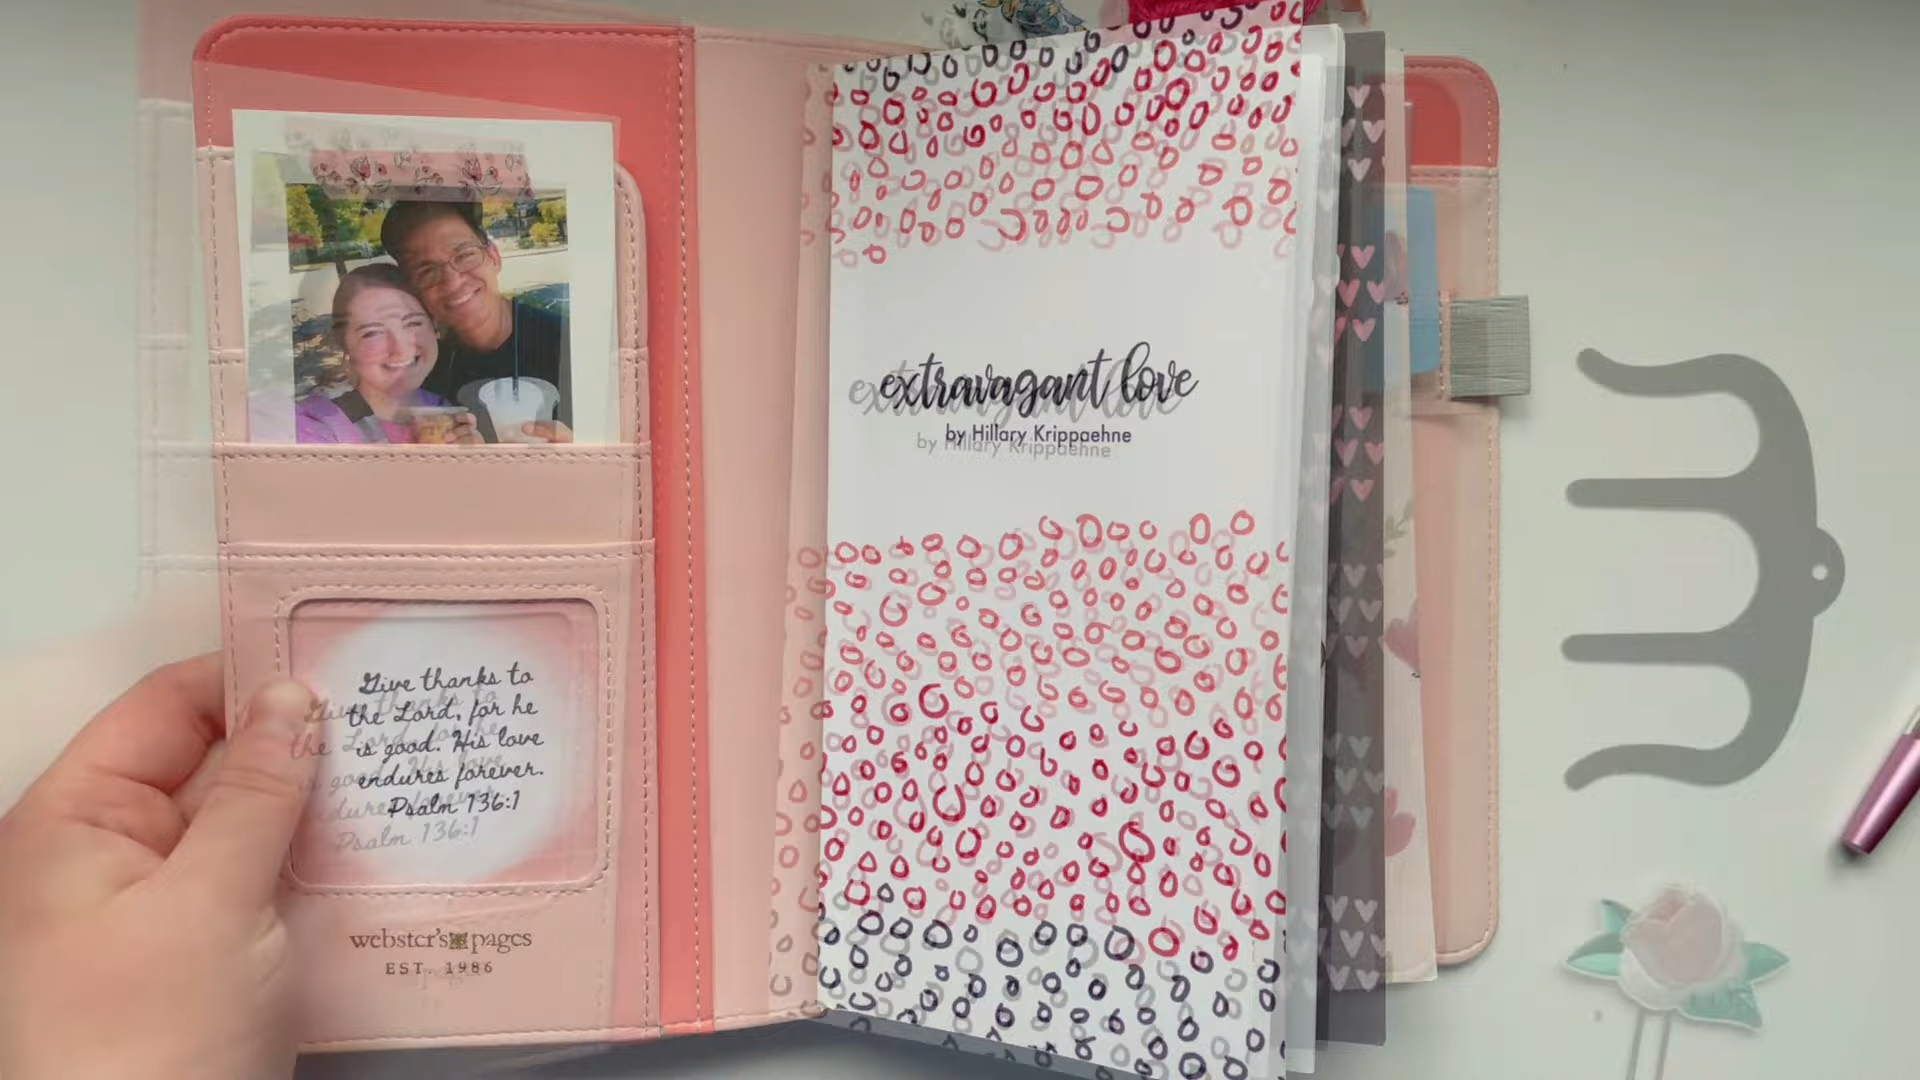 extravagant love
by Hillary Krippaehne
Give thanks to
the Lord, for he
is good. His love
endures forever.
Psalm 136:1
webster's pages
EST. 1986